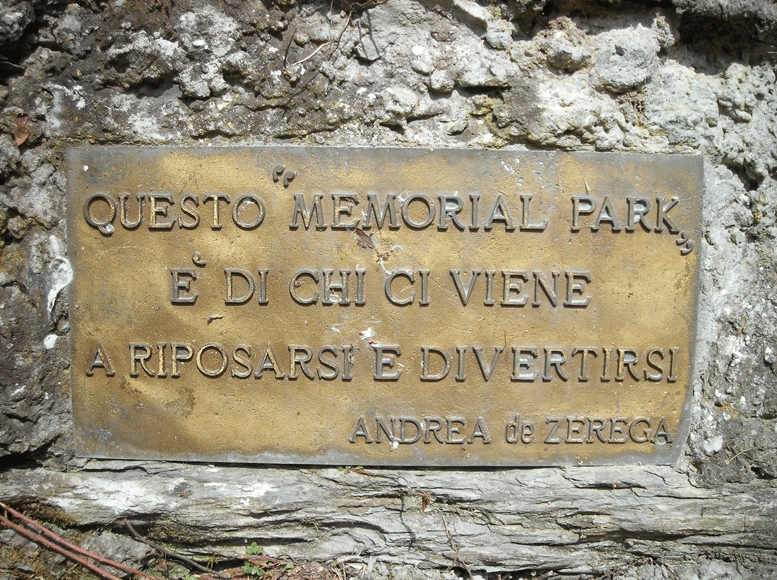 QUESTO "MEMORIAL PARK„
E' DI CHI CI VIENE
A RIPOSARSI E DIVERTIRSI
ANDREA de ZEREGA